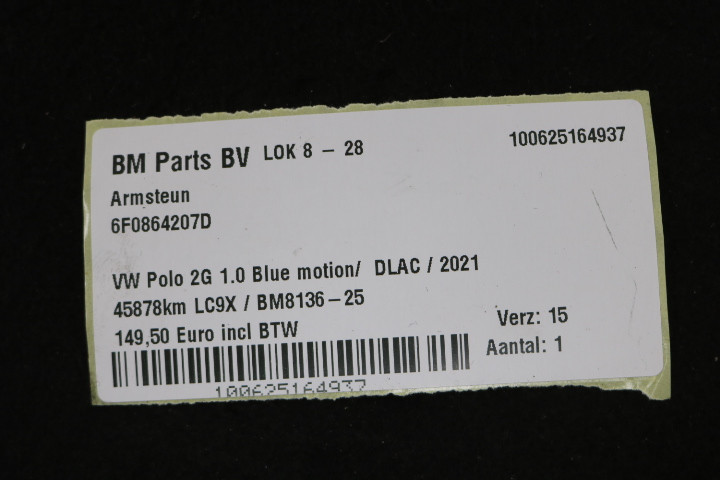 BM Parts BV LOK 8 - 28 100625164937
Armsteun
6F0864207D
VW Polo 2G 1.0 Blue motion/ DLAC / 2021
45878km LC9X / BM8136-25
149,50 Euro incl BTW
Verz: 15
Aantal: 1
100625164937